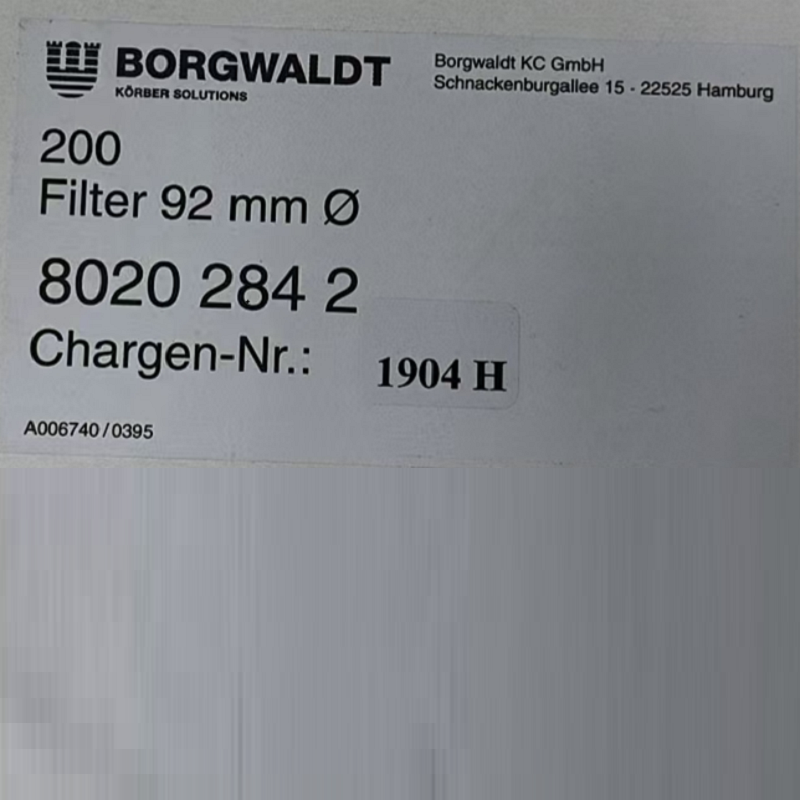 BORGWALDT
KÖRBER SOLUTIONS
Borgwaldt KC GmbH
Schnackenburgallee 15 - 22525 Hamburg
200
Filter 92 mm Ø
8020 284 2
Chargen-Nr.: 1904 H
A006740/0395